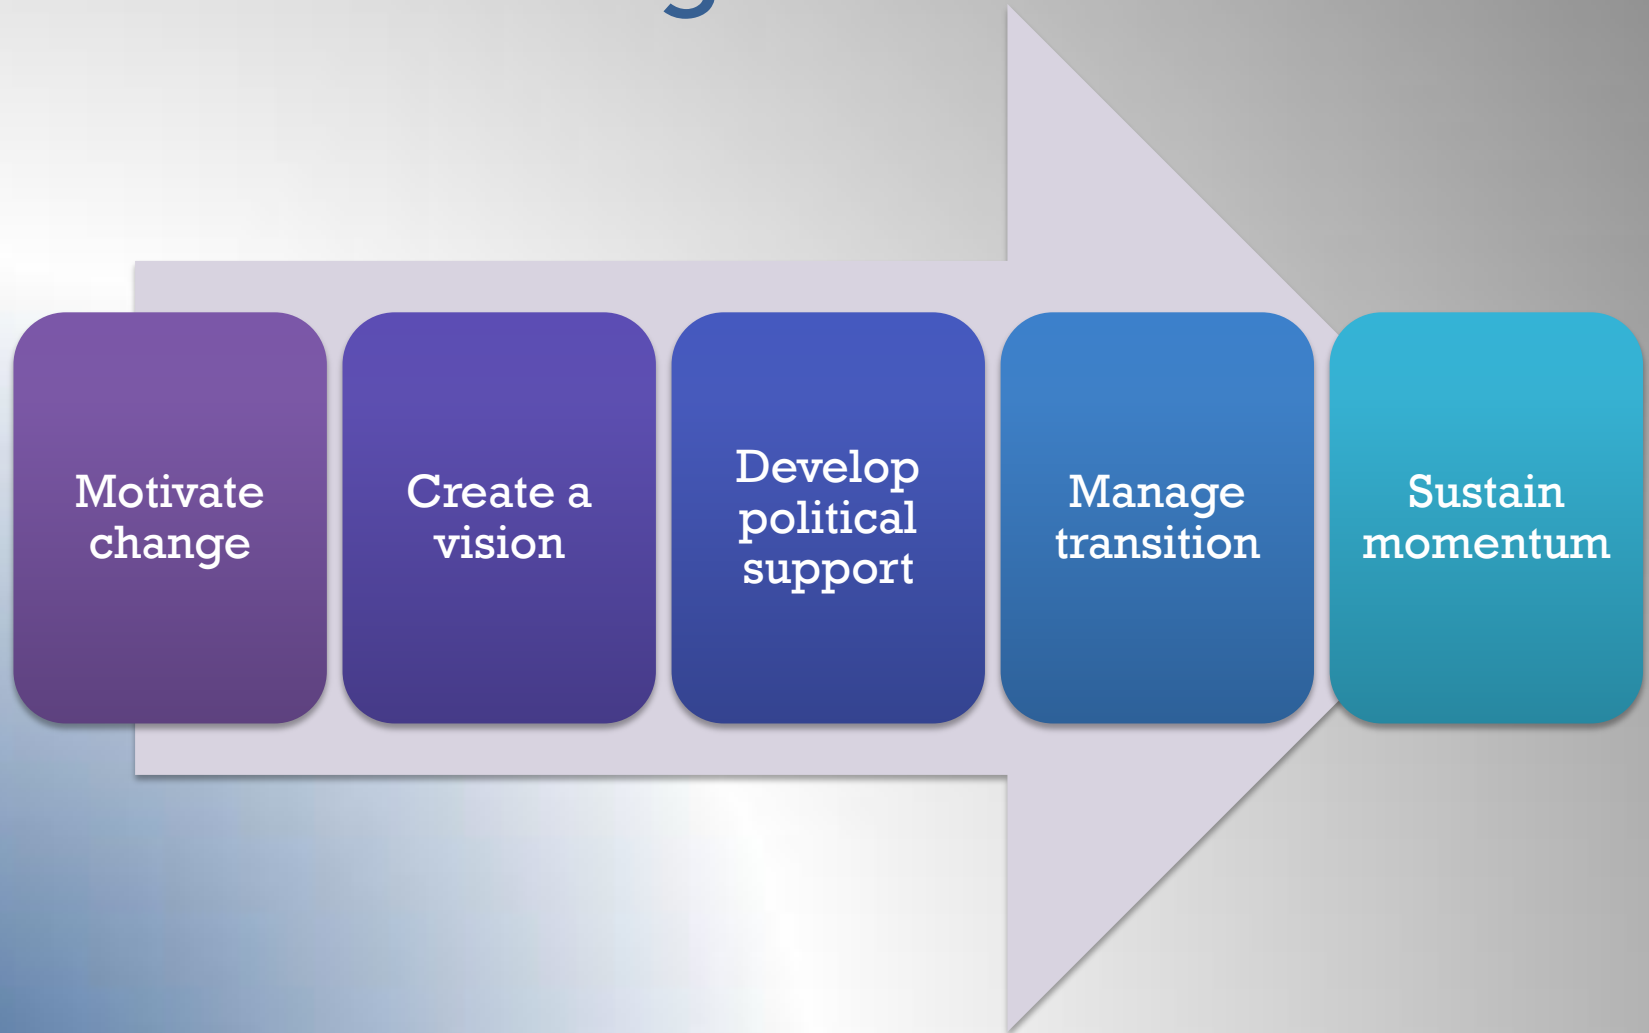 Motivate
change
Create a
vision
Develop
political
support
Manage
transition
Sustain
momentum